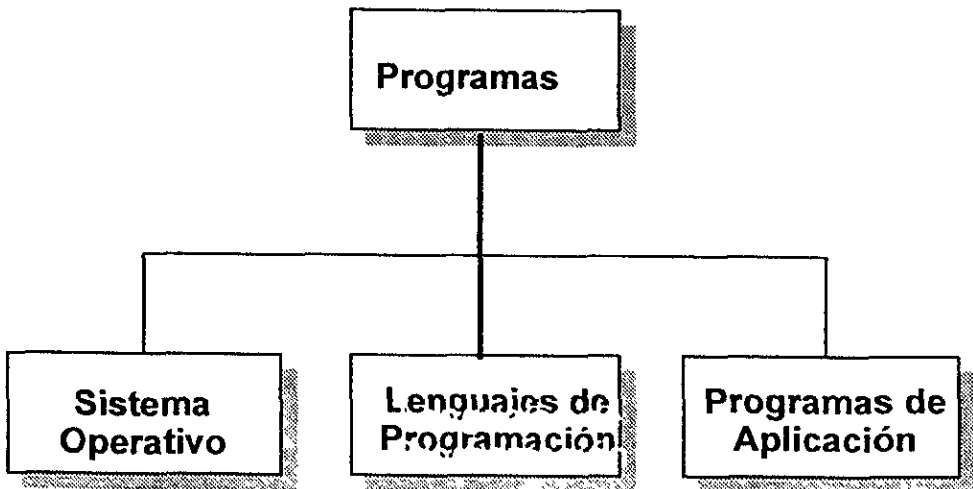 Programas
Sistema
Operativo
Lenguajes de
Programación
Programas de
Aplicación